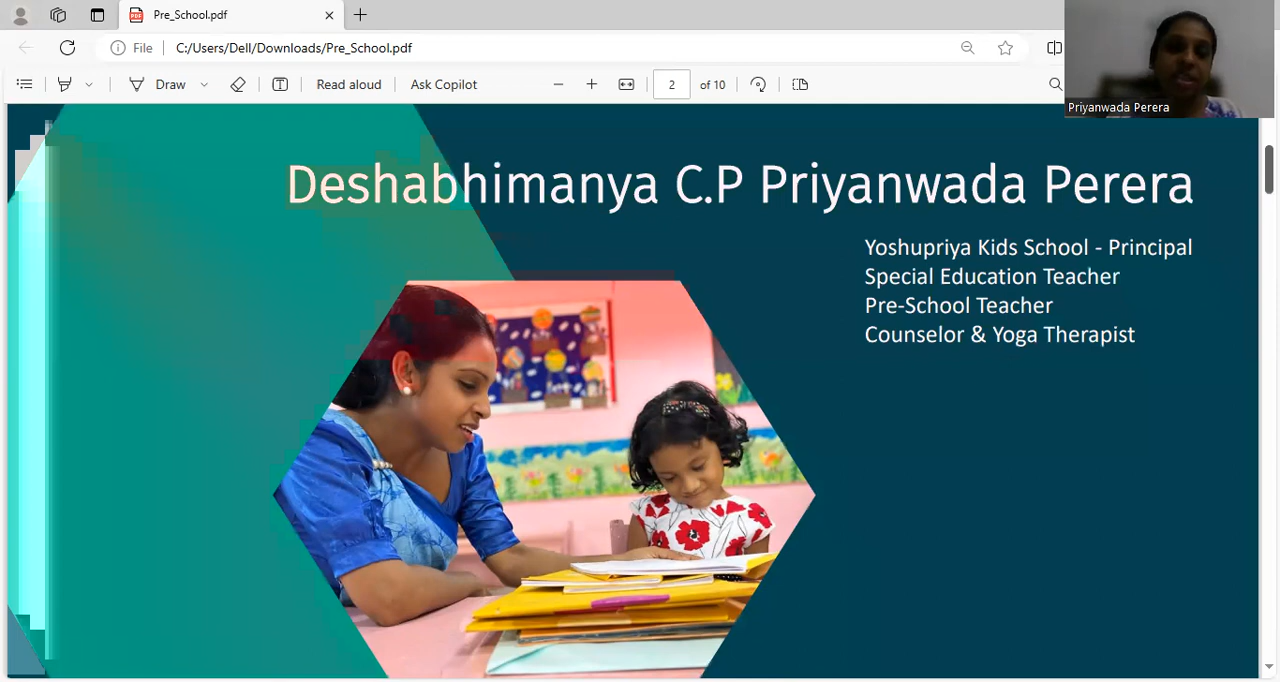 Pre_School.pdf
File
C:/Users/Dell/Downloads/Pre_School.pdf
Draw
Read aloud
Ask Copilot
2
of 10
Priyanwada Perera
Deshabhimanya C.P Priyanwada Perera
Yoshupriya Kids School - Principal
Special Education Teacher
Pre-School Teacher
Counselor & Yoga Therapist